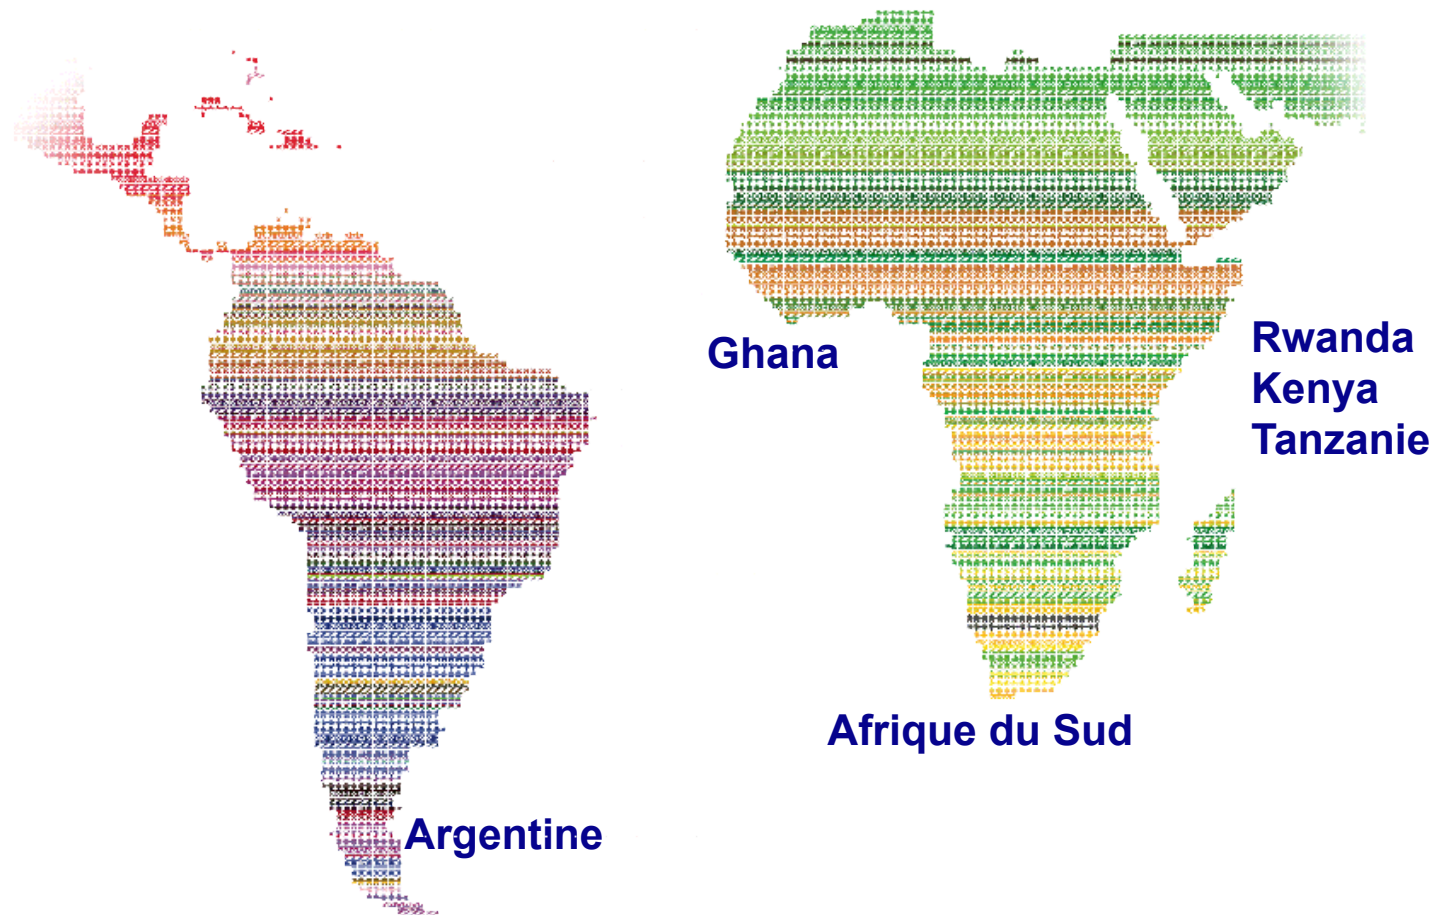 Ghana
Rwanda
Kenya
Tanzanie
Afrique du Sud
Argentine